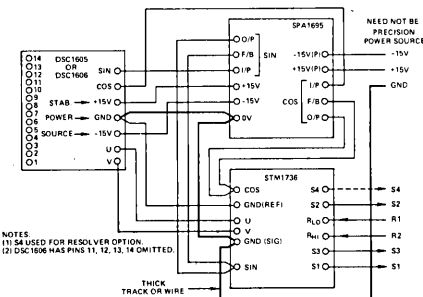 DSC1605
OR
DSC1606
14
13
12
11
10
9
8
7
6
5
4
3
2
1
SIN
COS
STAB +15V
POWER GND
SOURCE -15V
U
V
SPA1695
O/P
F/B SIN
I/P
+15V
-15V
0V
-15V(P)
+15V(P)
I/P
COS F/B
O/P
NEED NOT BE
PRECISION
POWER SOURCE
-15V
+15V
GND
STM1736
COS
GND(REF)
U
V
GND (SIG)
SIN
S4
S2
RLO
RHI
S3
S1
S4
S2
R1
R2
S3
S1
NOTES:
(1) S4 USED FOR RESOLVER OPTION.
(2) DSC1606 HAS PINS 11, 12, 13, 14 OMITTED.
THICK
TRACK OR WIRE